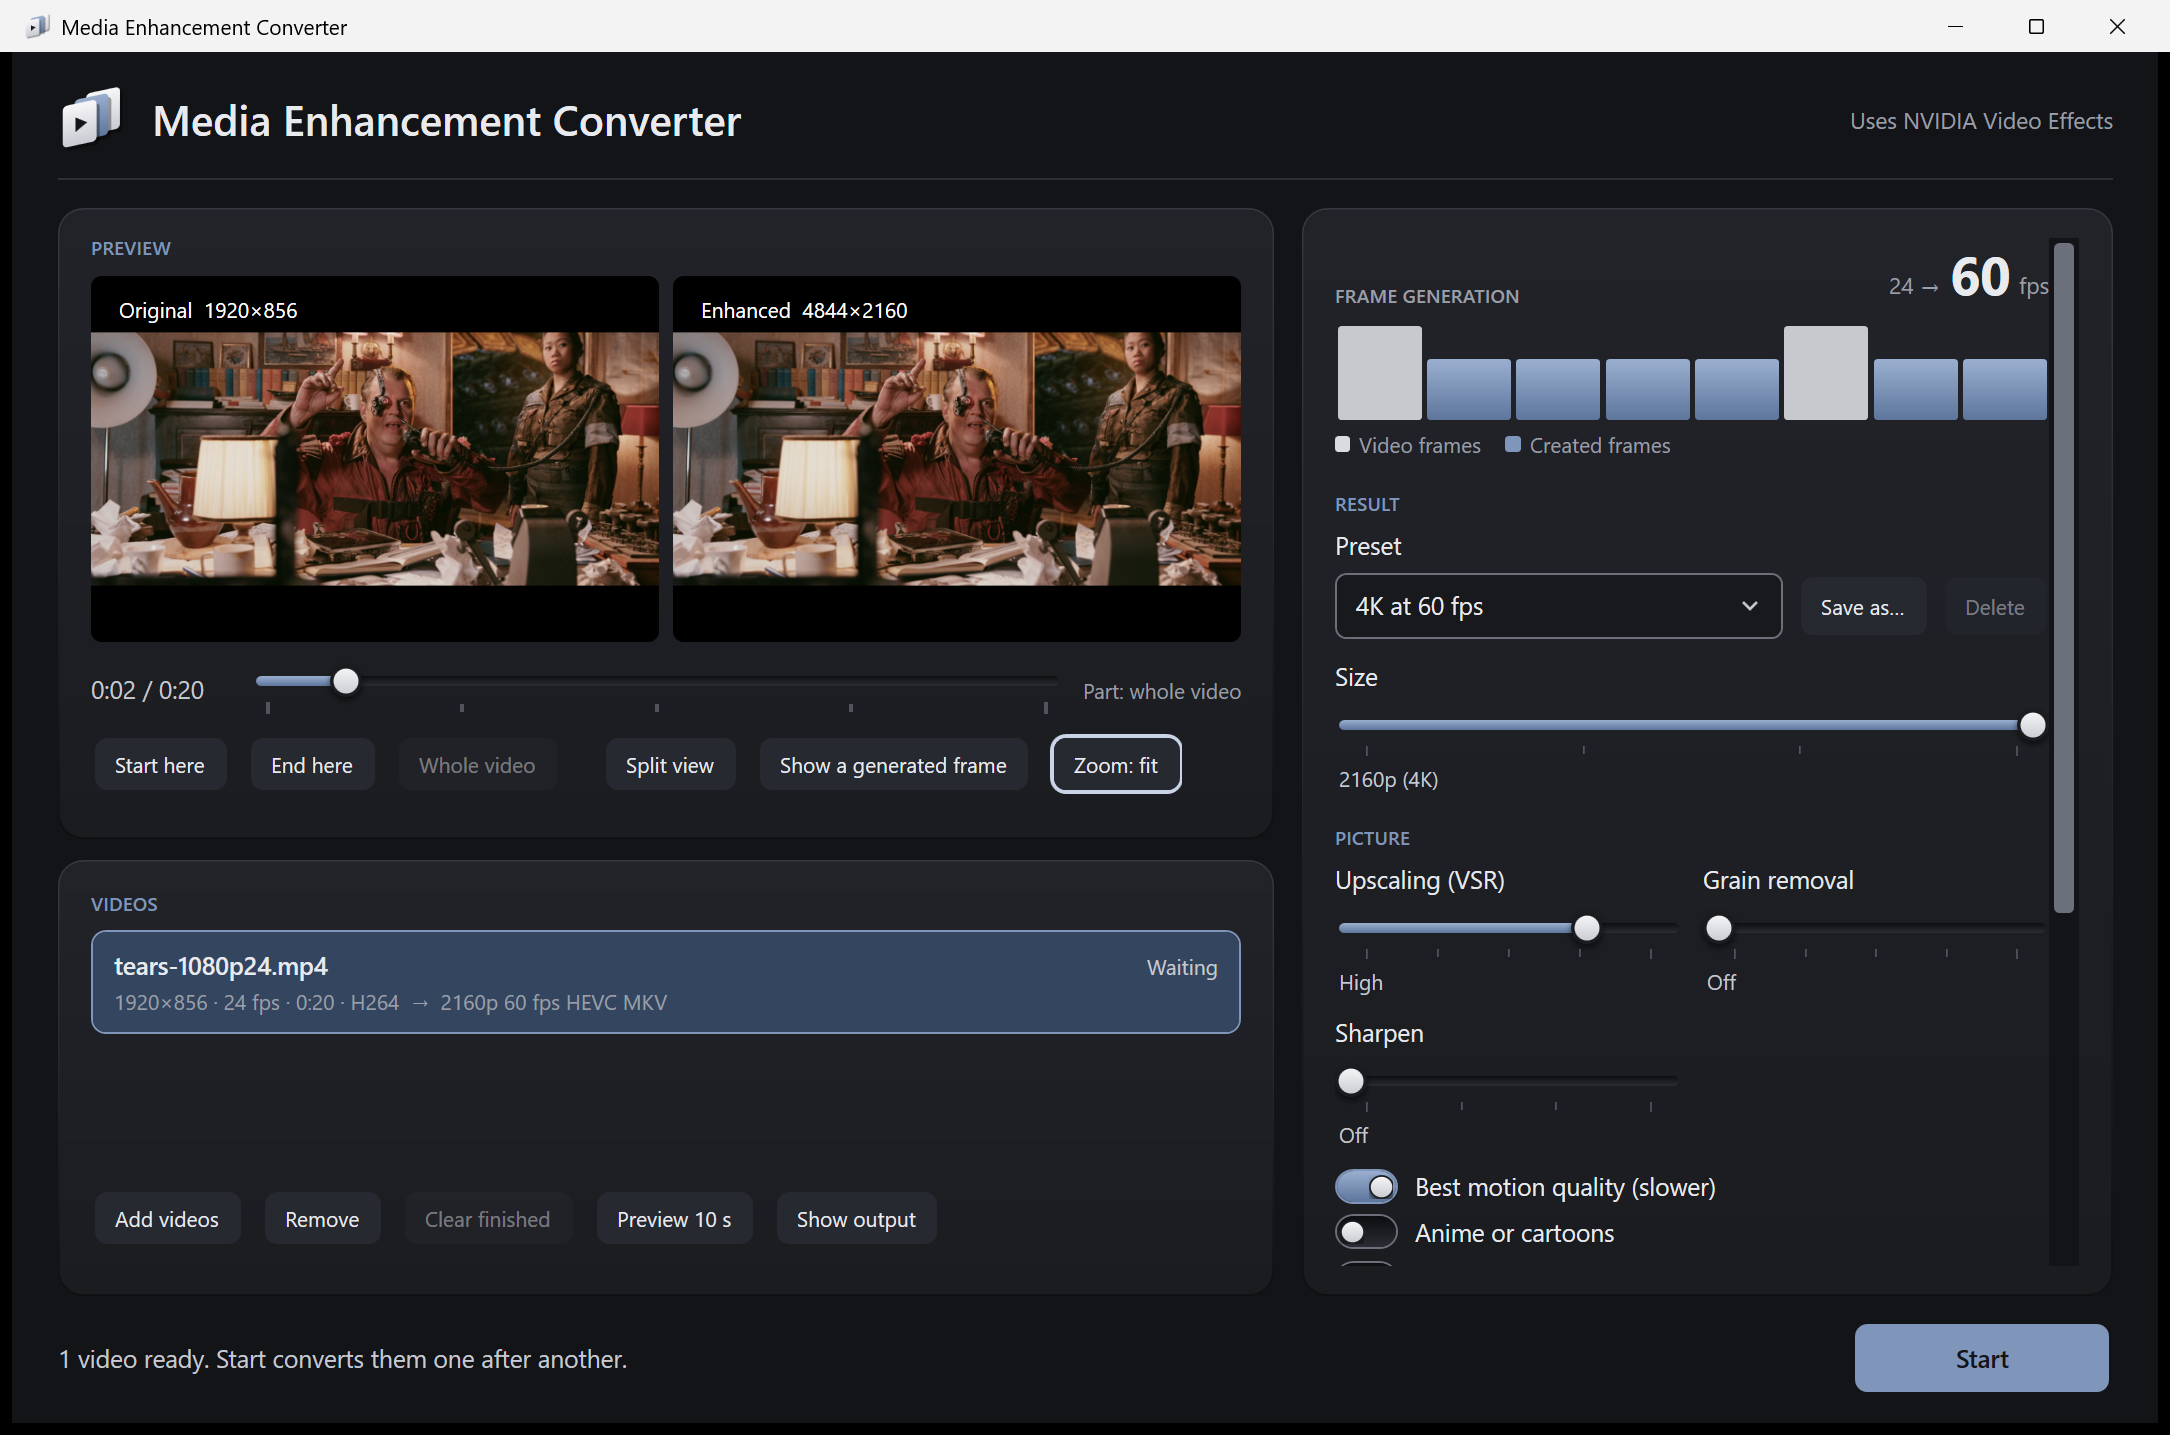 Media Enhancement Converter
Media Enhancement Converter
Uses NVIDIA Video Effects
PREVIEW
Original 1920×856
Enhanced 4844×2160
0:02 / 0:20
Part: whole video
Start here
End here
Whole video
Split view
Show a generated frame
Zoom: fit
VIDEOS
tears-1080p24.mp4
Waiting
1920×856 · 24 fps · 0:20 · H264 → 2160p 60 fps HEVC MKV
Add videos
Remove
Clear finished
Preview 10 s
Show output
FRAME GENERATION
24 → 60 fps
Video frames
Created frames
RESULT
Preset
4K at 60 fps
Save as...
Delete
Size
2160p (4K)
PICTURE
Upscaling (VSR)
Grain removal
High
Off
Sharpen
Off
Best motion quality (slower)
Anime or cartoons
1 video ready. Start converts them one after another.
Start